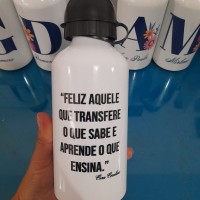 G D A M
“FELIZ AQUELE
QUE TRANSFERE
O QUE SABE E
APRENDE O QUE
ENSINA.”
Cora Coralina